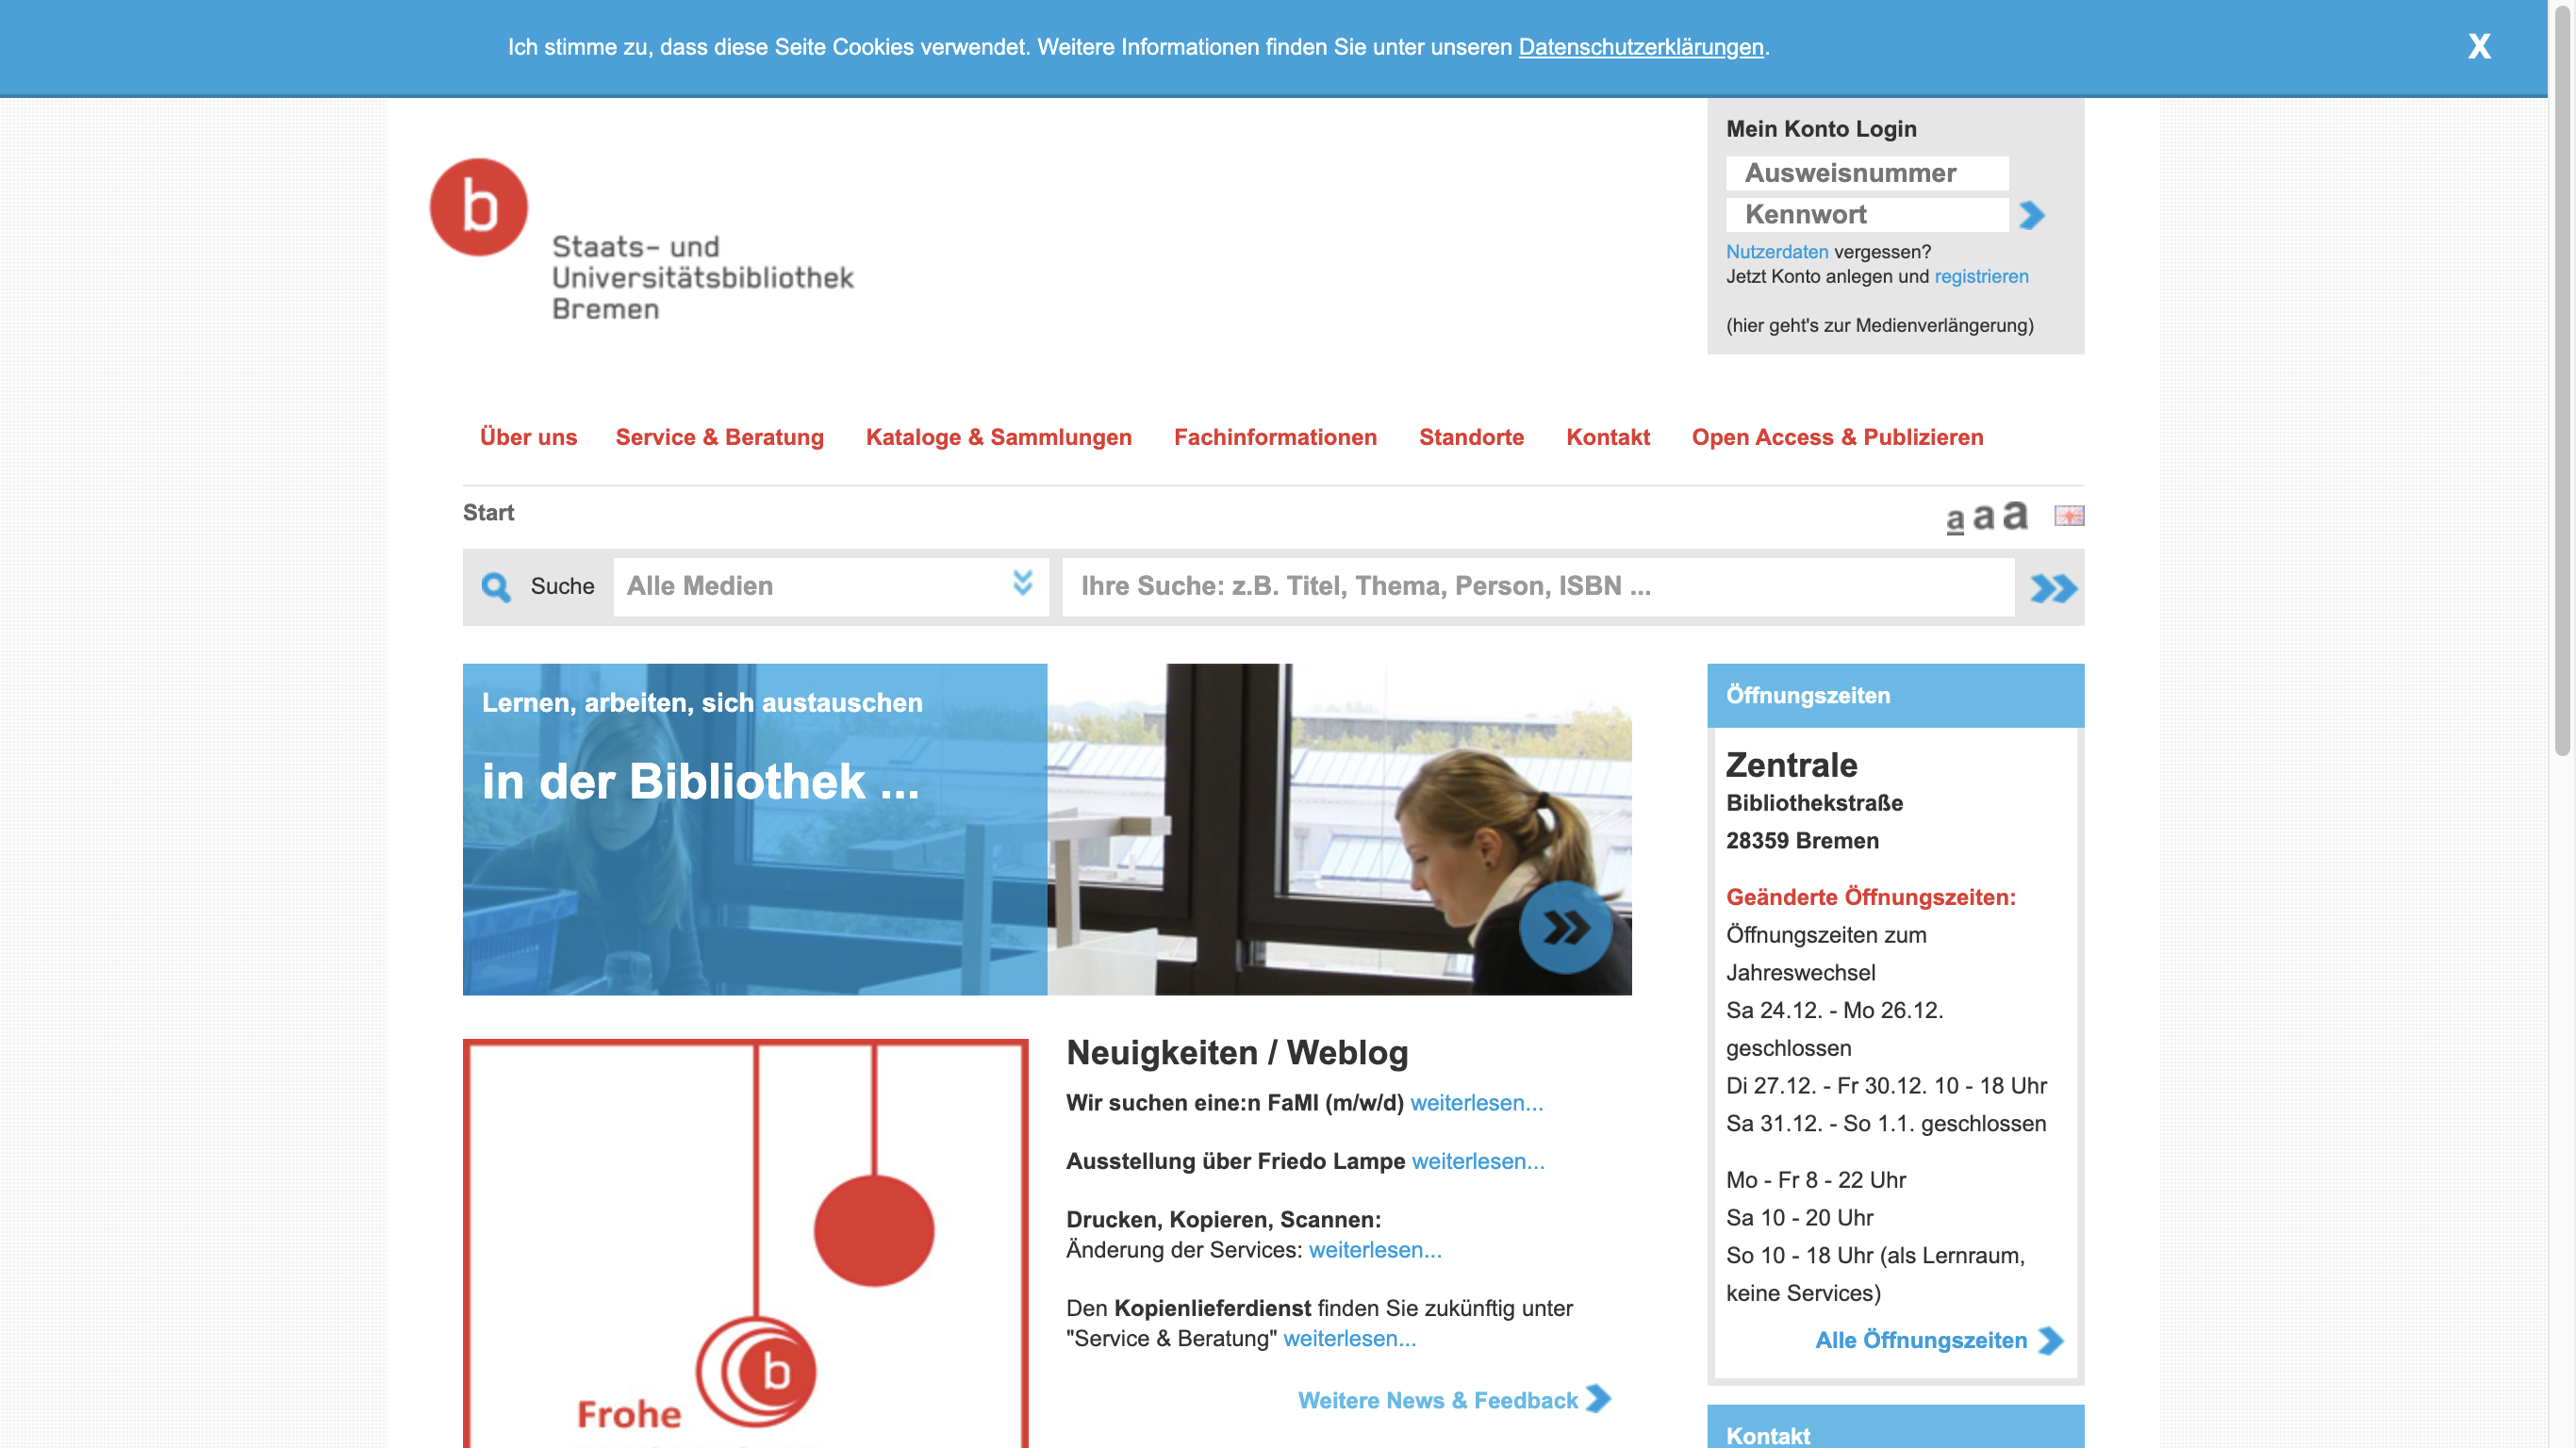 Ich stimme zu, dass diese Seite Cookies verwendet. Weitere Informationen finden Sie unter unseren Datenschutzerklärungen.
X
b
Staats- und
Universitätsbibliothek
Bremen
Mein Konto Login
Ausweisnummer
Kennwort
Nutzerdaten vergessen?
Jetzt Konto anlegen und registrieren
(hier geht's zur Medienverlängerung)
Über uns Service & Beratung Kataloge & Sammlungen Fachinformationen Standorte Kontakt Open Access & Publizieren
Start
a a a
Suche Alle Medien Ihre Suche: z.B. Titel, Thema, Person, ISBN ...
Lernen, arbeiten, sich austauschen
in der Bibliothek ...
b
Frohe
Neuigkeiten / Weblog
Wir suchen eine:n FaMI (m/w/d) weiterlesen...
Ausstellung über Friedo Lampe weiterlesen...
Drucken, Kopieren, Scannen:
Änderung der Services: weiterlesen...
Den Kopienlieferdienst finden Sie zukünftig unter
"Service & Beratung" weiterlesen...
Weitere News & Feedback
Öffnungszeiten
Zentrale
Bibliothekstraße
28359 Bremen
Geänderte Öffnungszeiten:
Öffnungszeiten zum
Jahreswechsel
Sa 24.12. - Mo 26.12.
geschlossen
Di 27.12. - Fr 30.12. 10 - 18 Uhr
Sa 31.12. - So 1.1. geschlossen
Mo - Fr 8 - 22 Uhr
Sa 10 - 20 Uhr
So 10 - 18 Uhr (als Lernraum,
keine Services)
Alle Öffnungszeiten
Kontakt